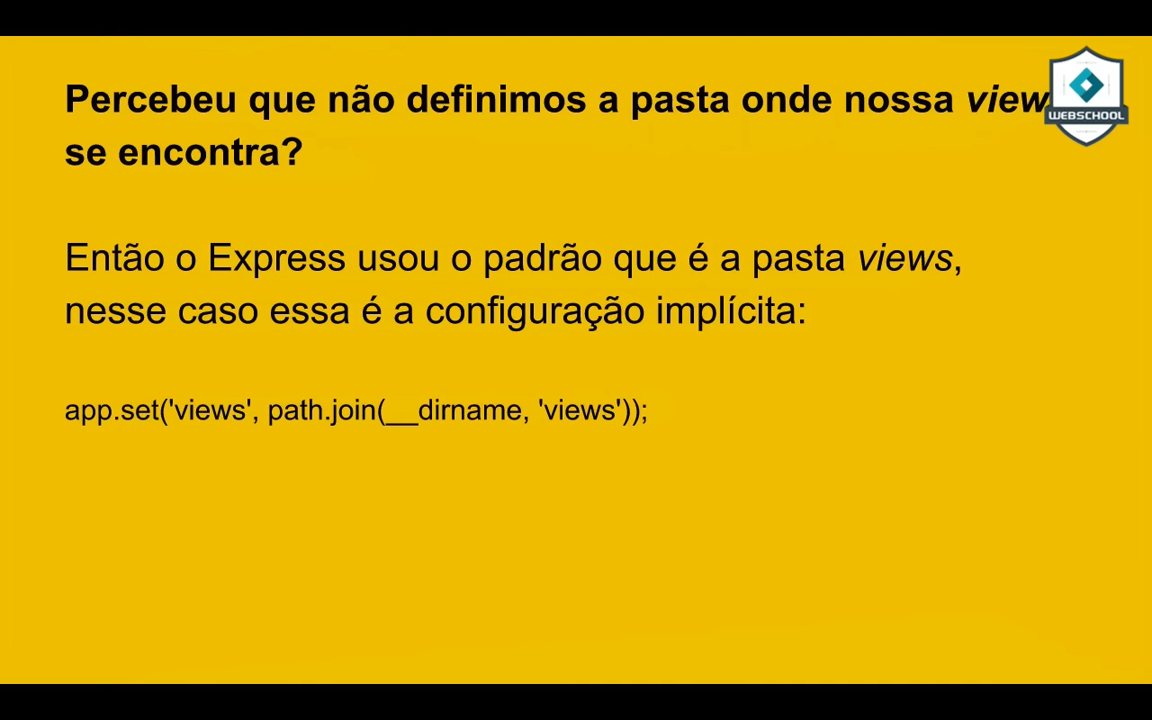 Percebeu que não definimos a pasta onde nossa view
se encontra?
Então o Express usou o padrão que é a pasta views,
nesse caso essa é a configuração implícita:
app.set('views', path.join(__dirname, 'views'));
WEBSCHOOL